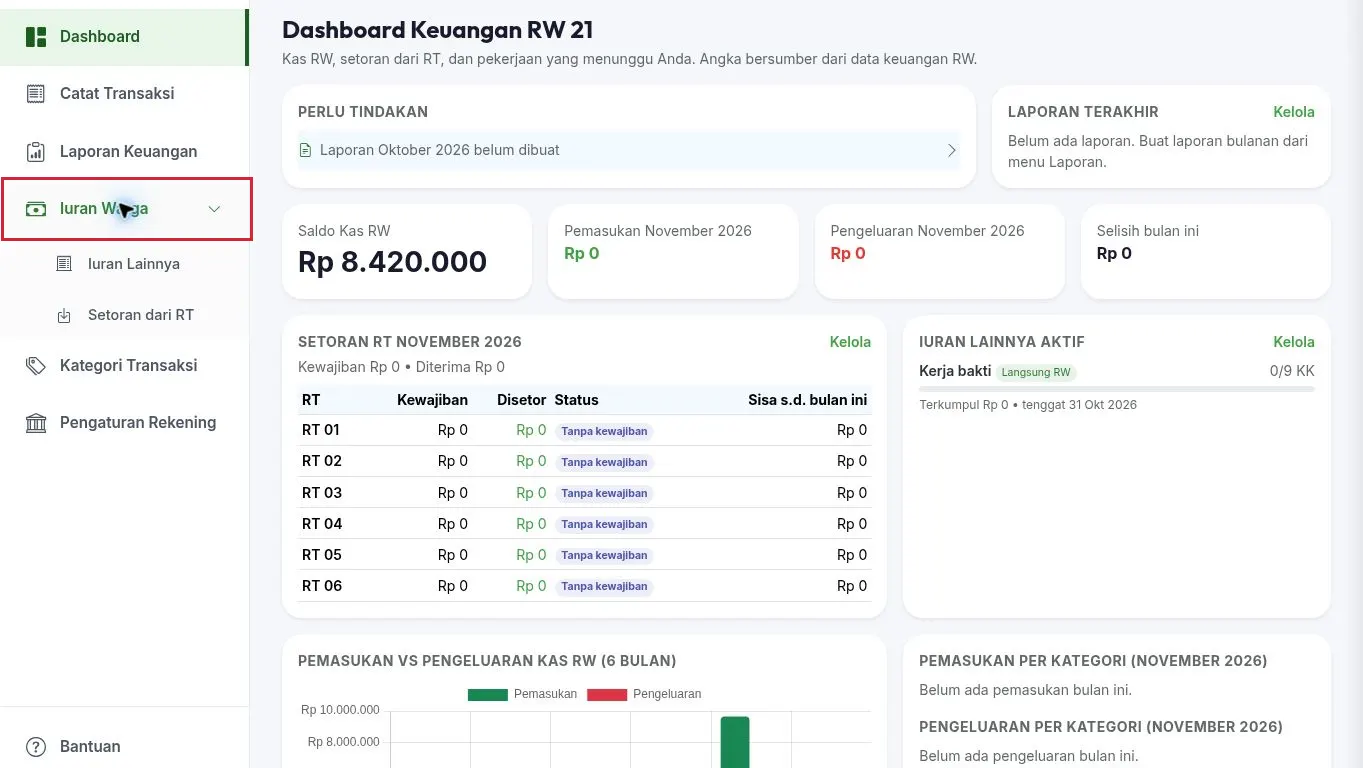 Dashboard
Catat Transaksi
Laporan Keuangan
Iuran Warga
Iuran Lainnya
Setoran dari RT
Kategori Transaksi
Pengaturan Rekening
Bantuan
Dashboard Keuangan RW 21
Kas RW, setoran dari RT, dan pekerjaan yang menunggu Anda. Angka bersumber dari data keuangan RW.
PERLU TINDAKAN
Laporan Oktober 2026 belum dibuat
LAPORAN TERAKHIR Kelola
Belum ada laporan. Buat laporan bulanan dari
menu Laporan.
Saldo Kas RW
Rp 8.420.000
Pemasukan November 2026
Rp 0
Pengeluaran November 2026
Rp 0
Selisih bulan ini
Rp 0
SETORAN RT NOVEMBER 2026 Kelola
Kewajiban Rp 0 • Diterima Rp 0
RT Kewajiban Disetor Status Sisa s.d. bulan ini
RT 01 Rp 0 Rp 0 Tanpa kewajiban Rp 0
RT 02 Rp 0 Rp 0 Tanpa kewajiban Rp 0
RT 03 Rp 0 Rp 0 Tanpa kewajiban Rp 0
RT 04 Rp 0 Rp 0 Tanpa kewajiban Rp 0
RT 05 Rp 0 Rp 0 Tanpa kewajiban Rp 0
RT 06 Rp 0 Rp 0 Tanpa kewajiban Rp 0
IURAN LAINNYA AKTIF Kelola
Kerja bakti Langsung RW 0/9 KK
Terkumpul Rp 0 • tenggat 31 Okt 2026
PEMASUKAN VS PENGELUARAN KAS RW (6 BULAN)
Pemasukan Pengeluaran
Rp 10.000.000
Rp 8.000.000
PEMASUKAN PER KATEGORI (NOVEMBER 2026)
Belum ada pemasukan bulan ini.
PENGELUARAN PER KATEGORI (NOVEMBER 2026)
Belum ada pengeluaran bulan ini.